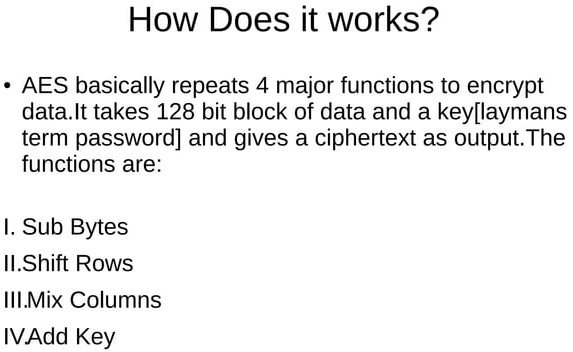 How Does it works?
• AES basically repeats 4 major functions to encrypt
data.It takes 128 bit block of data and a key[laymans
term password] and gives a ciphertext as output.The
functions are:
I. Sub Bytes
II.Shift Rows
III.Mix Columns
IV.Add Key